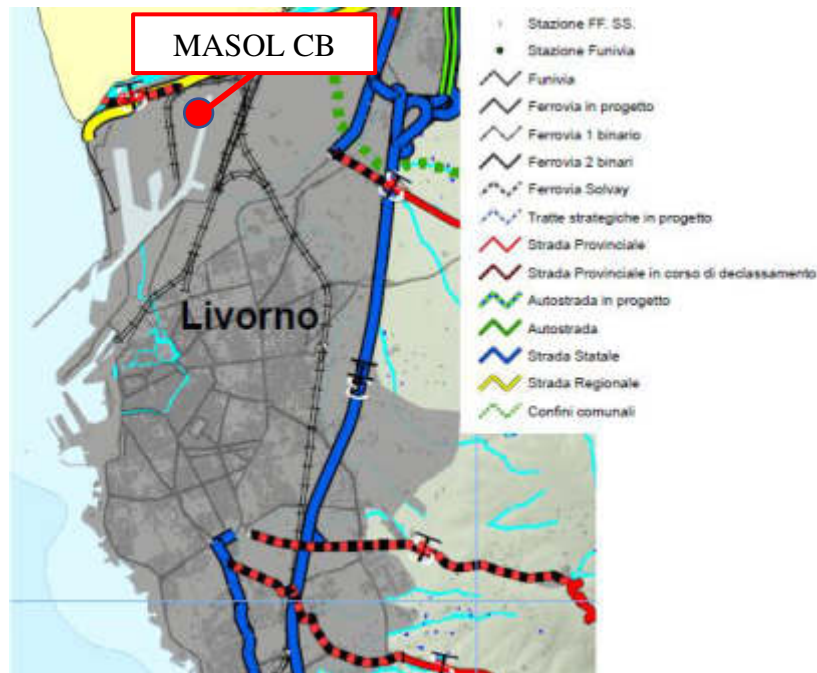 MASOL CB
Livorno
Stazione FF. SS.
Stazione Funivia
Funivia
Ferrovia in progetto
Ferrovia 1 binario
Ferrovia 2 binari
Ferrovia Solvay
Tratte strategiche in progetto
Strada Provinciale
Strada Provinciale in corso di declassamento
Autostrada in progetto
Autostrada
Strada Statale
Strada Regionale
Confini comunali